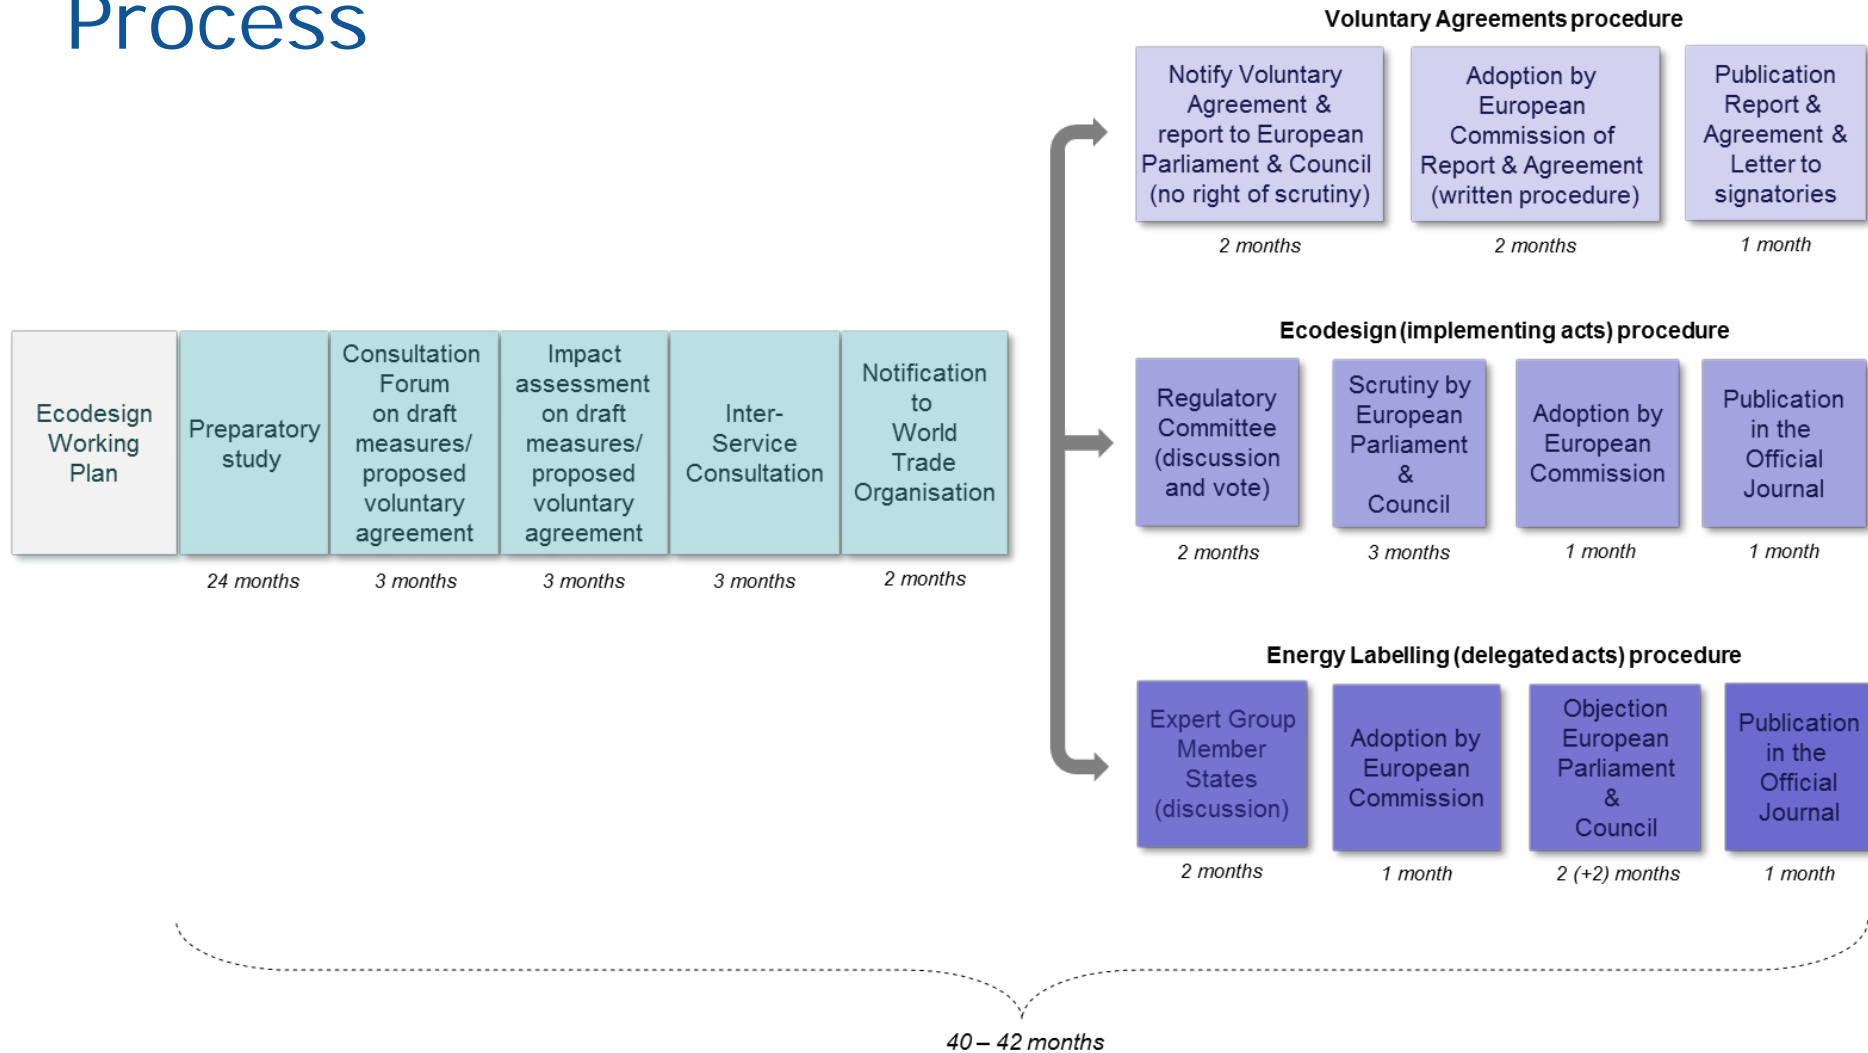 Process
Ecodesign
Working
Plan
Preparatory
study
24 months
Consultation
Forum
on draft
measures/
proposed
voluntary
agreement
3 months
Impact
assessment
on draft
measures/
proposed
voluntary
agreement
3 months
Inter-
Service
Consultation
3 months
Notification
to
World
Trade
Organisation
2 months
Voluntary Agreements procedure
Notify Voluntary
Agreement &
report to European
Parliament & Council
(no right of scrutiny)
2 months
Adoption by
European
Commission of
Report & Agreement
(written procedure)
2 months
Publication
Report &
Agreement &
Letter to
signatories
1 month
Ecodesign (implementing acts) procedure
Regulatory
Committee
(discussion
and vote)
2 months
Scrutiny by
European
Parliament
&
Council
3 months
Adoption by
European
Commission
1 month
Publication
in the
Official
Journal
1 month
Energy Labelling (delegated acts) procedure
Expert Group
Member
States
(discussion)
2 months
Adoption by
European
Commission
1 month
Objection
European
Parliament
&
Council
2 (+2) months
Publication
in the
Official
Journal
1 month
40 – 42 months